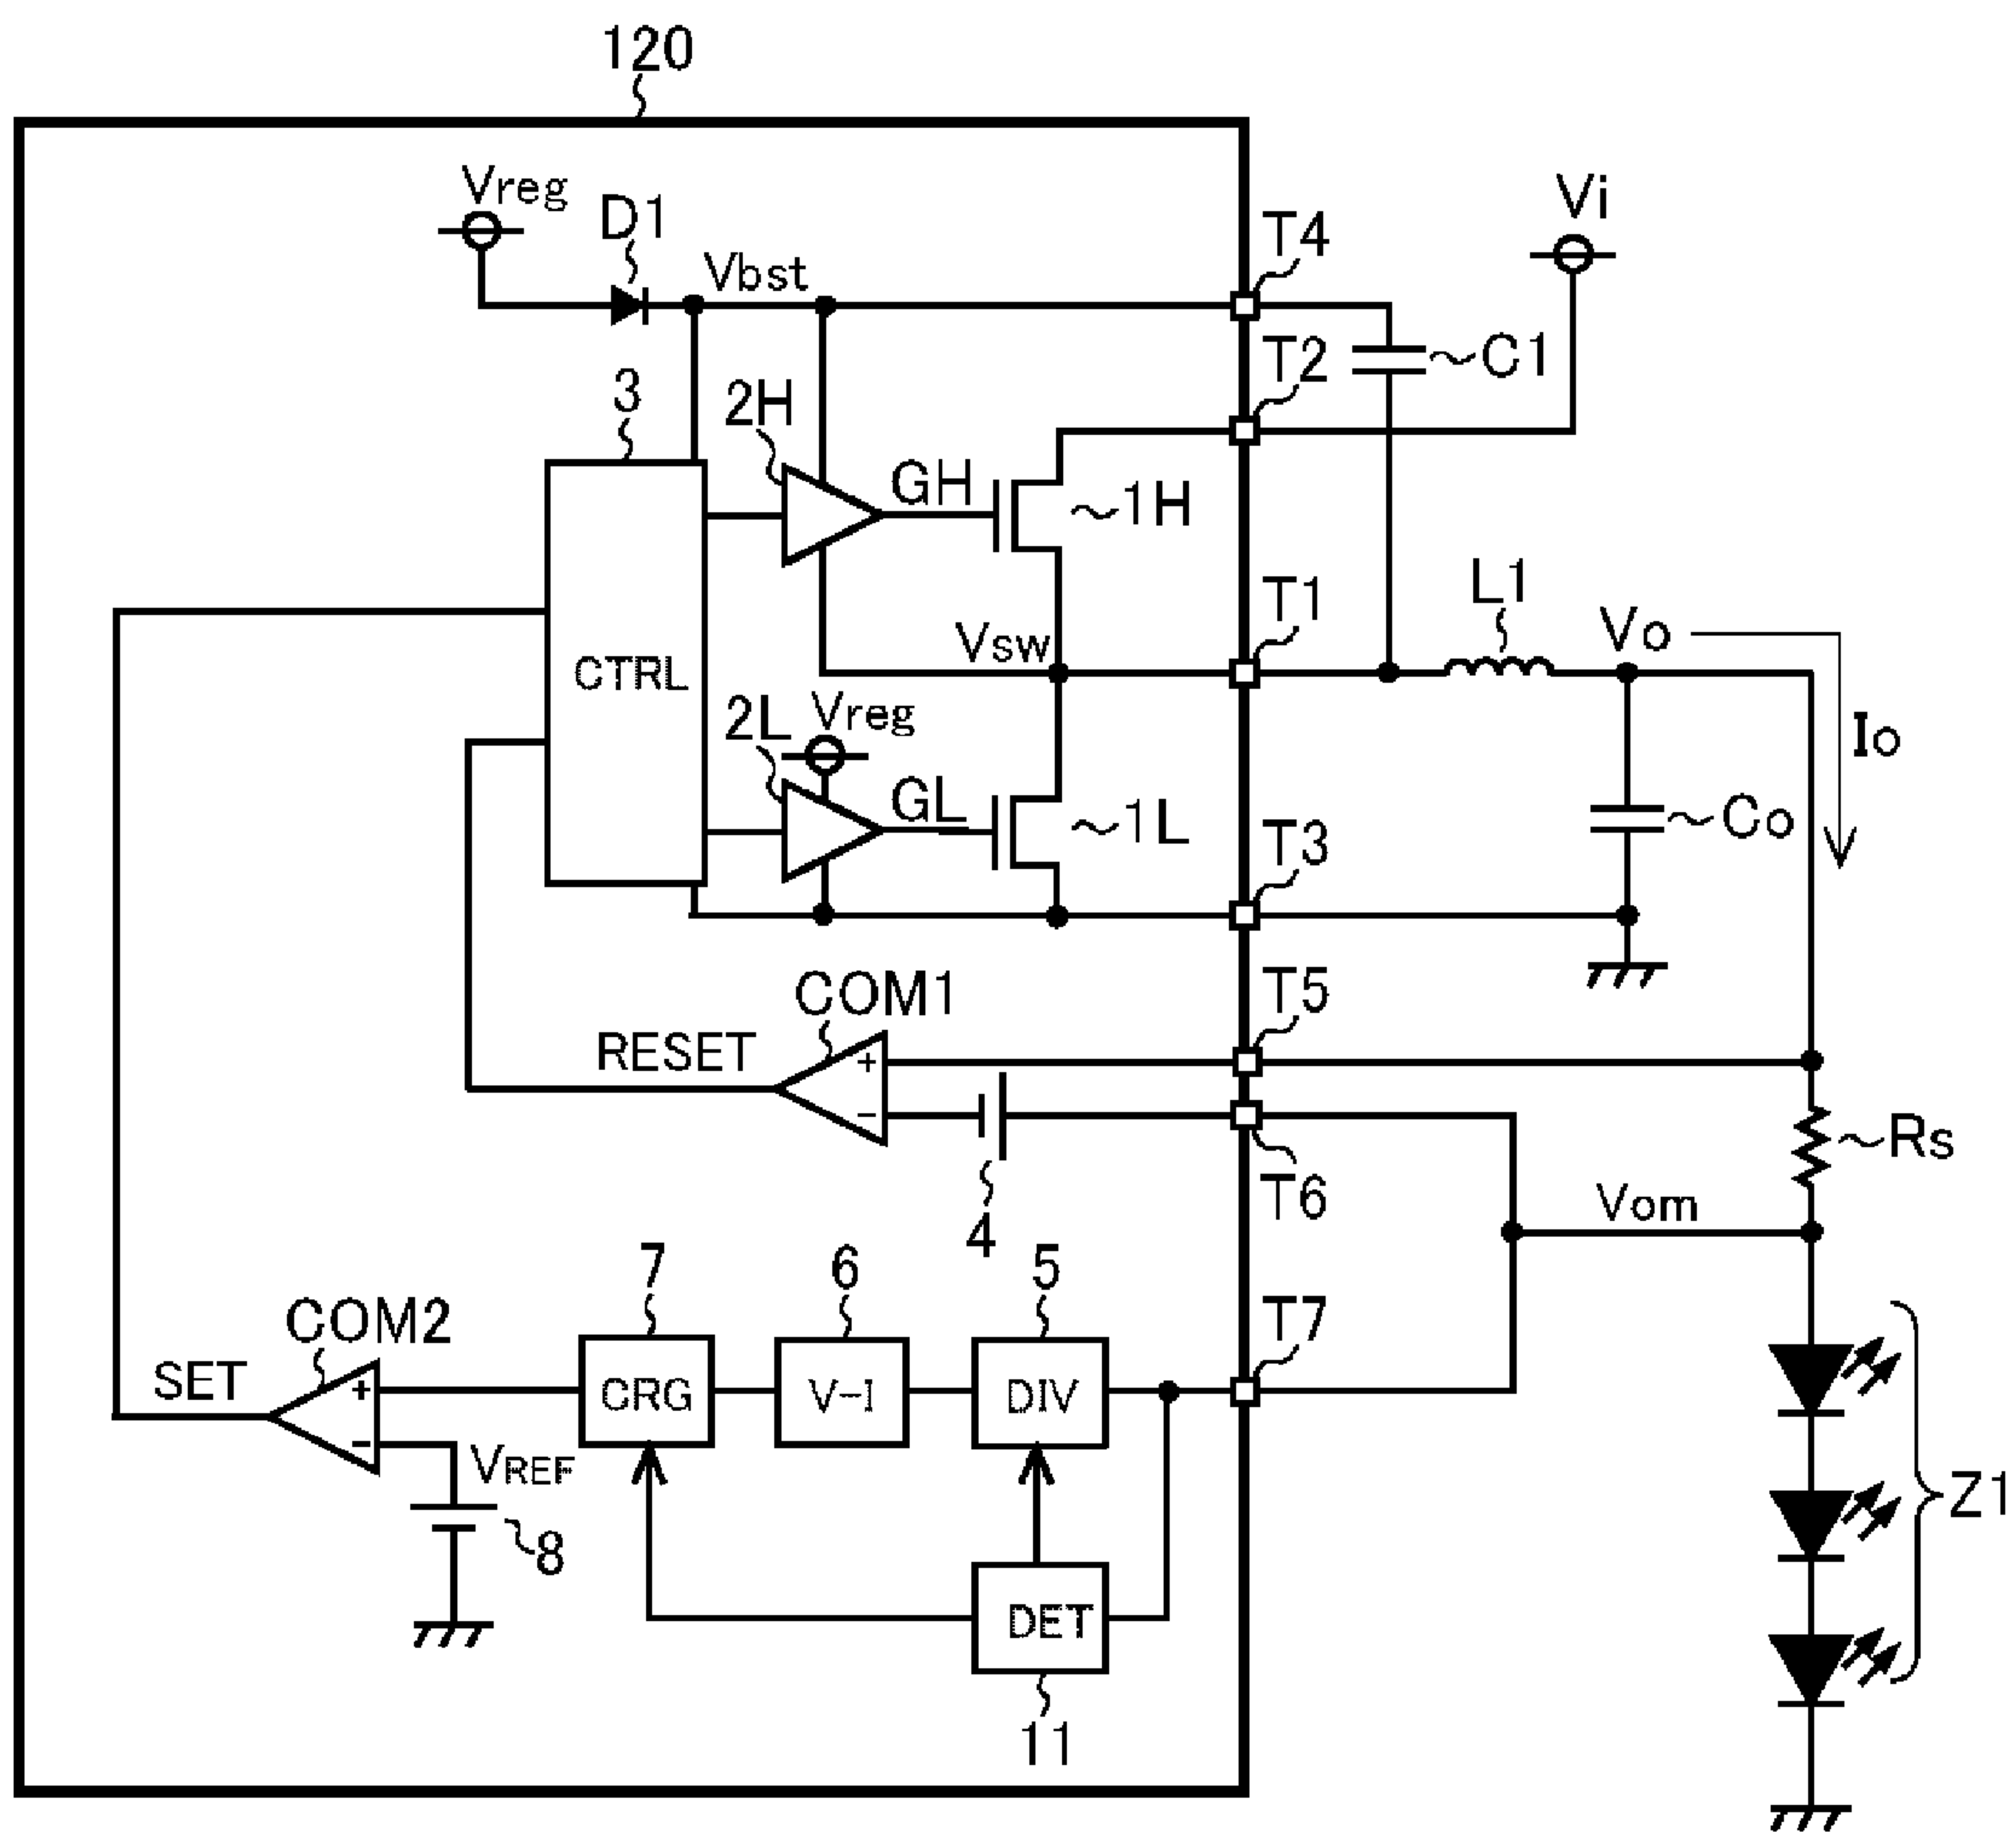 120
Vreg
D1
Vbst
T4
Vi
T2
C1
3
2H
GH
1H
CTRL
Vsw
T1
L1
Vo
Io
2L
Vreg
GL
1L
T3
Co
COM1
RESET
+
−
T5
T6
4
Rs
Vom
7
6
5
T7
COM2
SET
+
−
CRG
V-I
DIV
VREF
8
DET
11
Z1